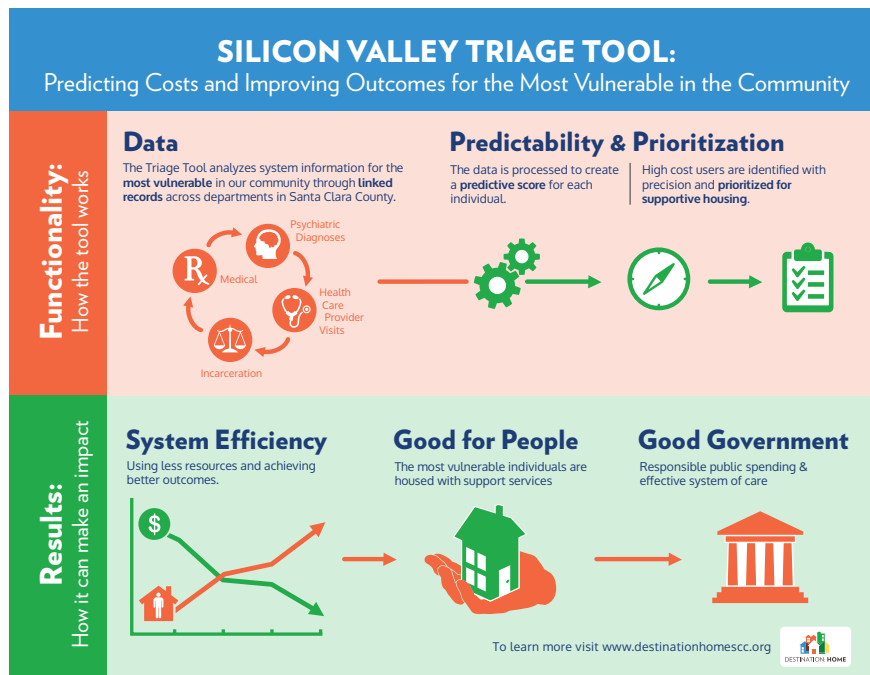 SILICON VALLEY TRIAGE TOOL:
Predicting Costs and Improving Outcomes for the Most Vulnerable in the Community
Functionality:
How the tool works
Data
The Triage Tool analyzes system information for the
most vulnerable in our community through linked
records across departments in Santa Clara County.
Psychiatric
Diagnoses
Rx
Medical
Health
Care
Provider
Visits
Incarceration
Predictability & Prioritization
The data is processed to create
a predictive score for each
individual.
High cost users are identified with
precision and prioritized for
supportive housing.
Results:
How it can make an impact
System Efficiency
Using less resources and achieving
better outcomes.
$
Good for People
The most vulnerable individuals are
housed with support services
Good Government
Responsible public spending &
effective system of care
To learn more visit www.destinationhomescc.org
DESTINATION: HOME